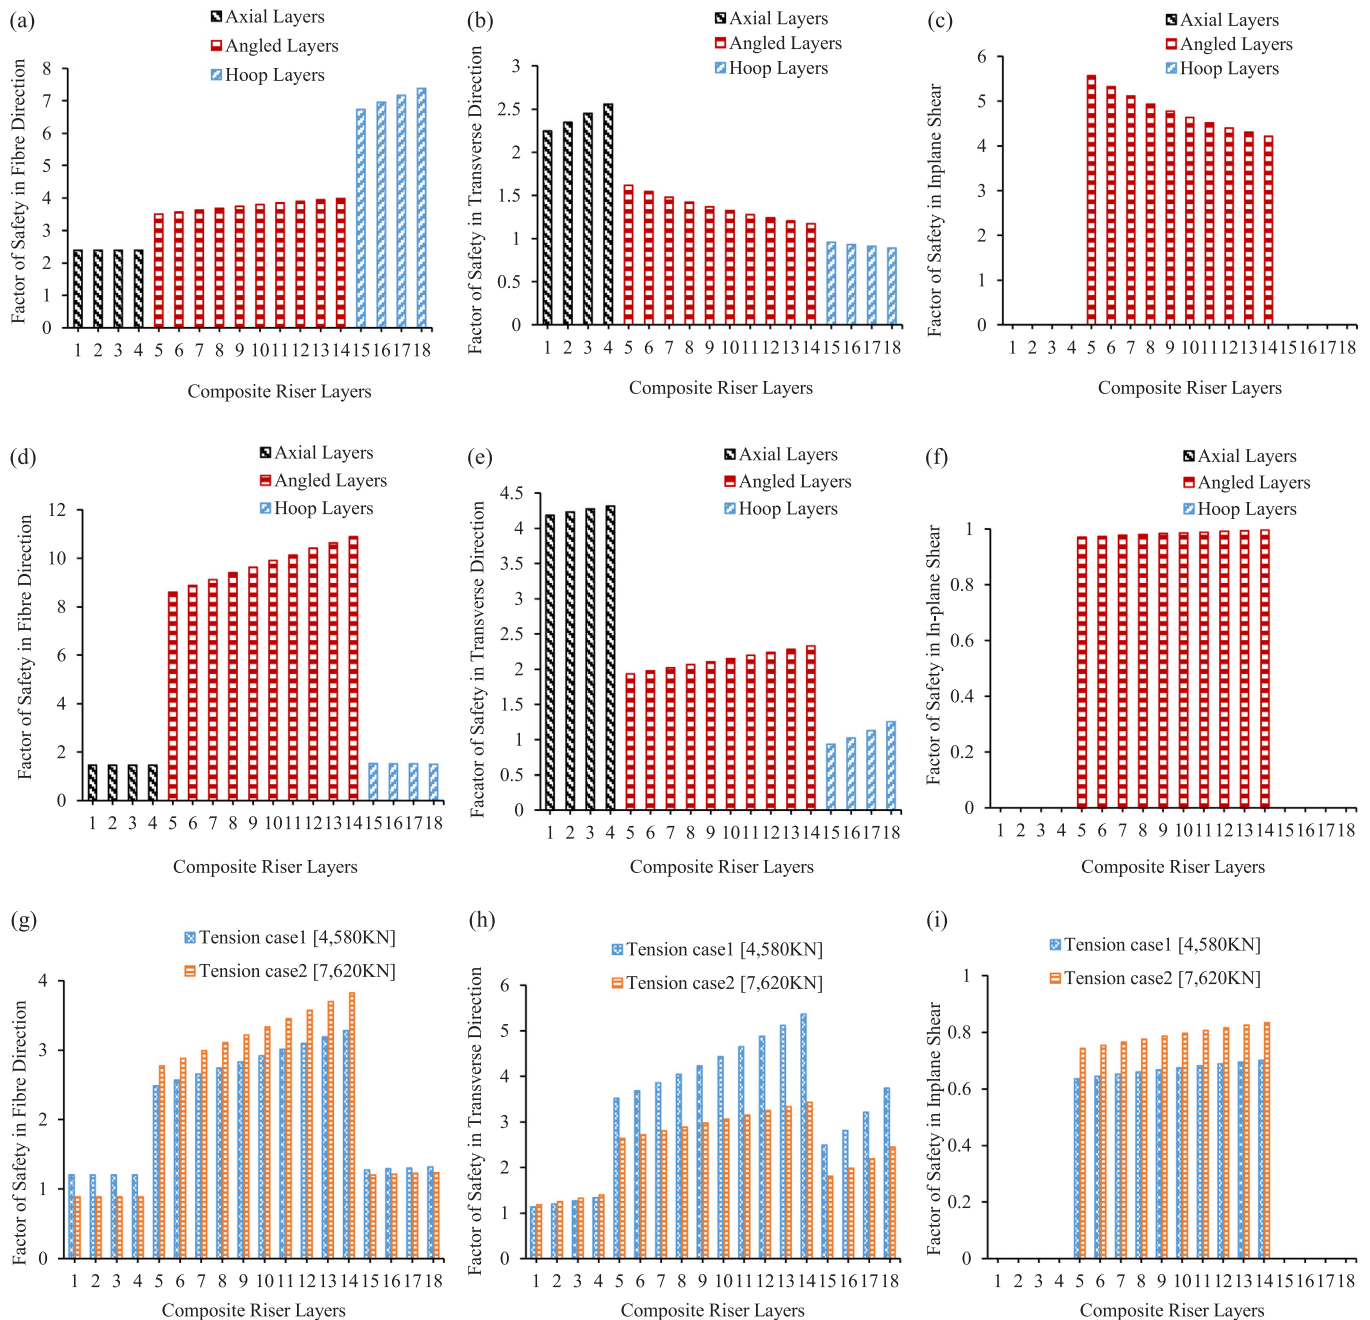 (a)
Axial Layers
Angled Layers
Hoop Layers
Factor of Safety in Fibre Direction
8
7
6
5
4
3
2
1
0
1 2 3 4 5 6 7 8 9 10 11 12 13 14 15 16 17 18
Composite Riser Layers
(b)
Axial Layers
Angled Layers
Hoop Layers
Factor of Safety in Transverse Direction
3
2.5
2
1.5
1
0.5
0
1 2 3 4 5 6 7 8 9 10 11 12 13 14 15 16 17 18
Composite Riser Layers
(c)
Axial Layers
Angled Layers
Hoop Layers
Factor of Safety in Inplane Shear
6
5
4
5
2
1
0
1 2 3 4 5 6 7 8 9 10 11 12 13 14 15 16 17 18
Composite Riser Layers
(d)
Axial Layers
Angled Layers
Hoop Layers
Factor of Safety in Fibre Direction
12
10
8
6
4
2
0
1 2 3 4 5 6 7 8 9 10 11 12 13 14 15 16 17 18
Composite Riser Layers
(e)
Axial Layers
Angled Layers
Hoop Layers
Facator of Safety in Transverse Direction
4.5
4
3.5
3
2.5
2
1.5
1
0.5
0
1 2 3 4 5 6 7 8 9 10 11 12 13 14 15 16 17 18
Composite Riser Layers
(f)
Axial Layers
Angled Layers
Hoop Layers
Factor of Safety in In-plane Shear
1
0.8
0.6
0.4
0.2
0
1 2 3 4 5 6 7 8 9 10 11 12 13 14 15 16 17 18
Composite Riser Layers
(g)
Tension case1 [4,580KN]
Tension case2 [7,620KN]
Factor of Safety in Fibre Direction
4
3
2
1
0
1 2 3 4 5 6 7 8 9 10 11 12 13 14 15 16 17 18
Composite Riser Layers
(h)
Tension case1 [4,580KN]
Tension case2 [7,620KN]
Factor of Safety in Transverse Direction
6
5
4
3
2
1
0
1 2 3 4 5 6 7 8 9 10 11 12 13 14 15 16 17 18
Composite Riser Layers
(i)
Tension case1 [4,580KN]
Tension case2 [7,620KN]
Factor of Safety in Inplane Shear
1
0.8
0.6
0.4
0.2
0
1 2 3 4 5 6 7 8 9 10 11 12 13 14 15 16 17 18
Composite Riser Layers